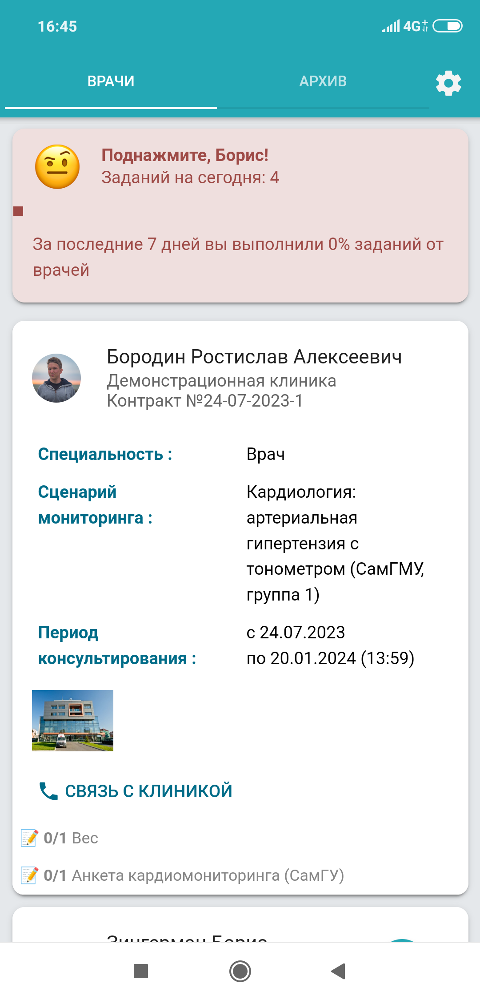 16:45
4G+
ВРАЧИ
АРХИВ
Поднажмите, Борис!
Заданий на сегодня: 4
За последние 7 дней вы выполнили 0% заданий от
врачей
Бородин Ростислав Алексеевич
Демонстрационная клиника
Контракт №24-07-2023-1
Специальность :
Врач
Сценарий
мониторинга :
Кардиология:
артериальная
гипертензия с
тонометром (СамГМУ,
группа 1)
Период
консультирования :
с 24.07.2023
по 20.01.2024 (13:59)
СВЯЗЬ С КЛИНИКОЙ
0/1 Вес
0/1 Анкета кардиомониторинга (СамГУ)
Зингерман Борис